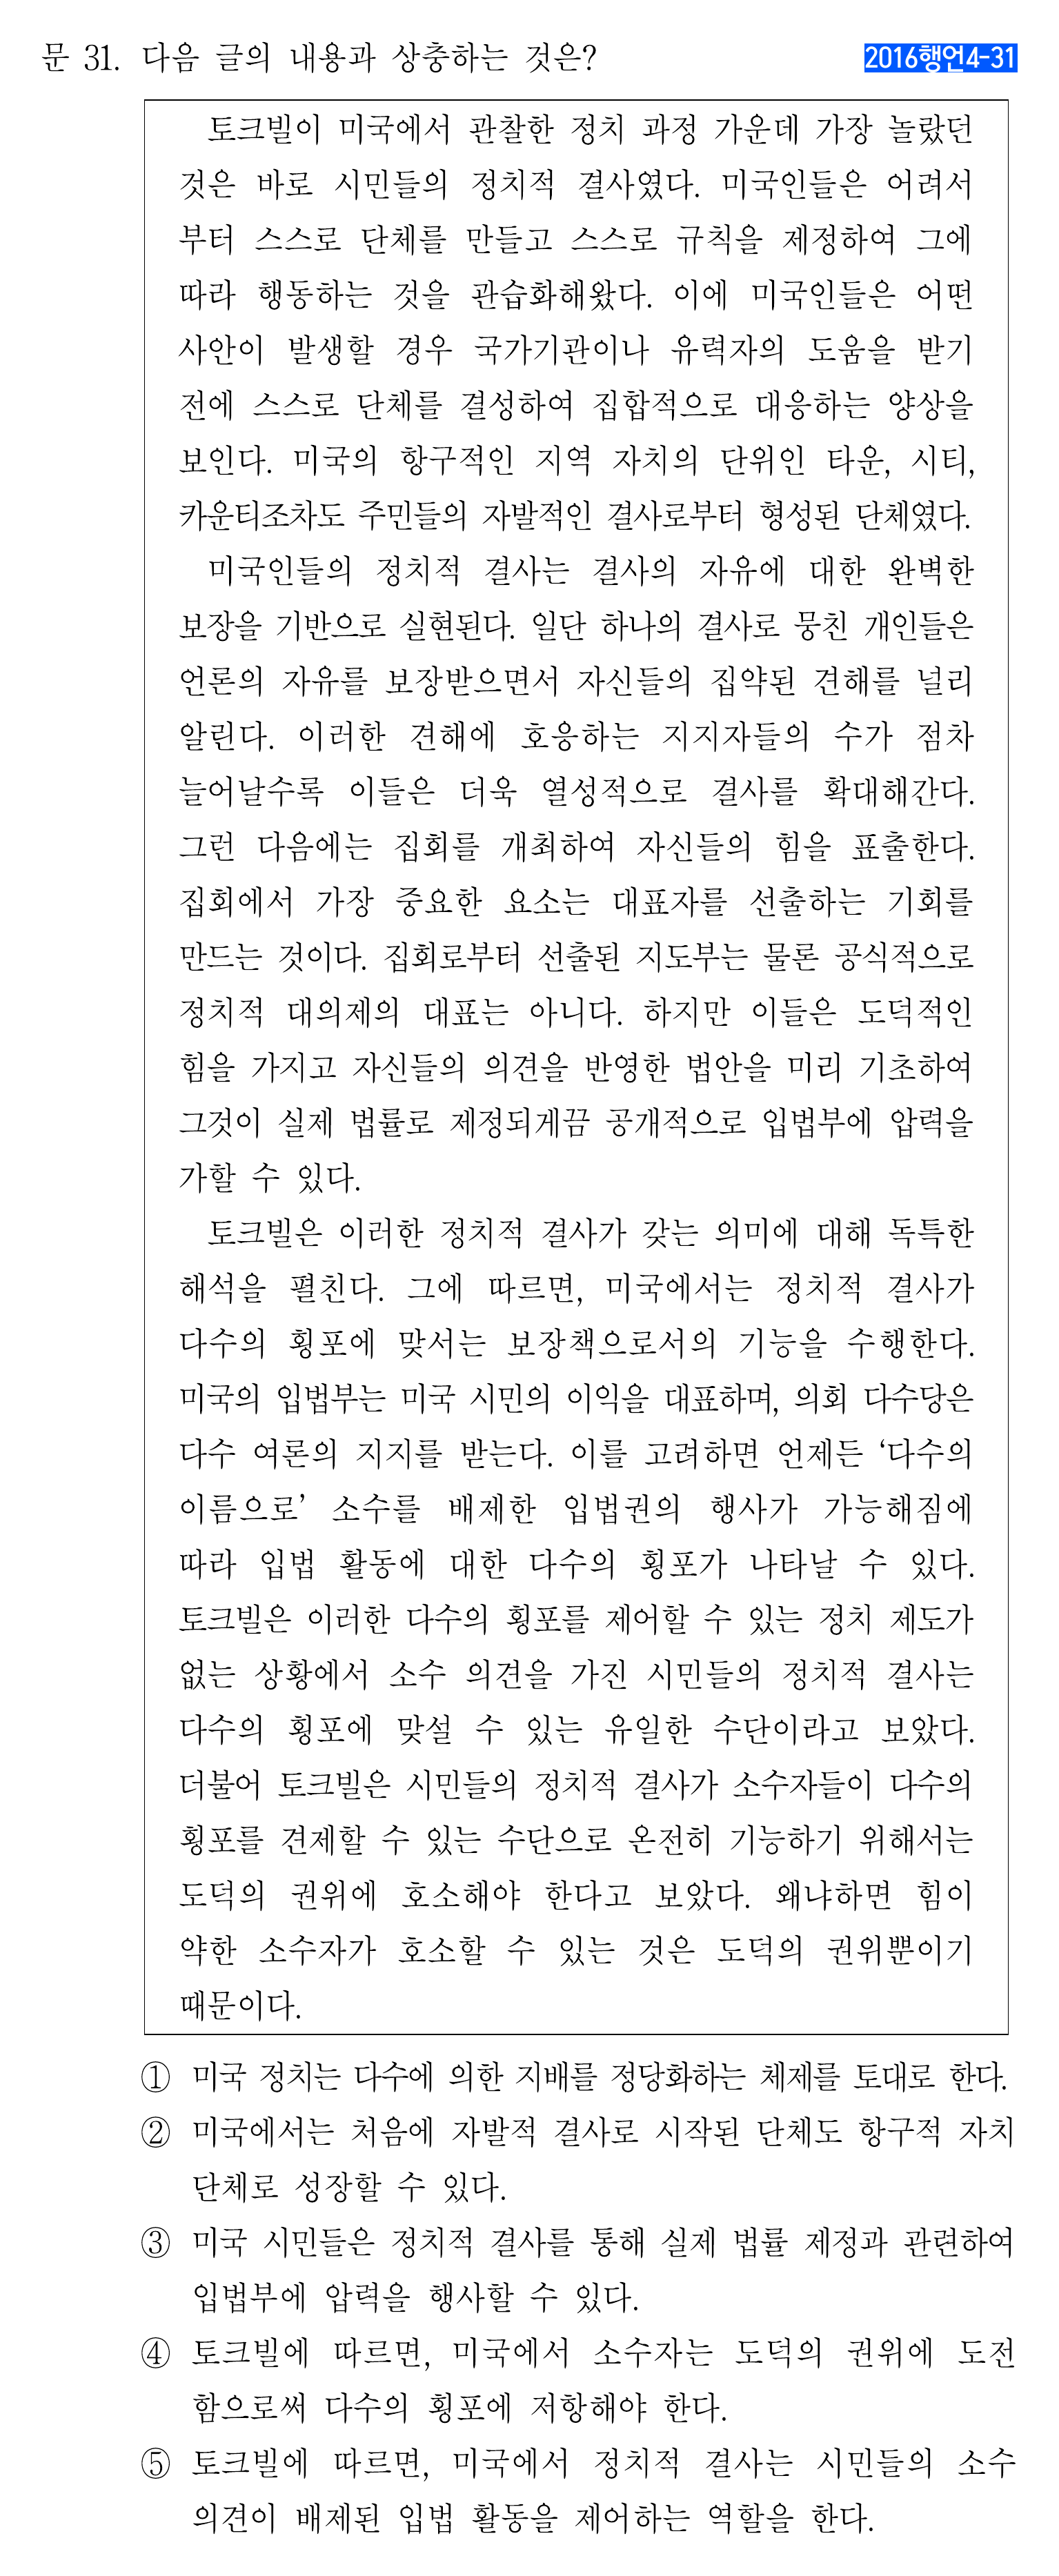 문 31. 다음 글의 내용과 상충하는 것은?
2016행언4-31
토크빌이 미국에서 관찰한 정치 과정 가운데 가장 놀랐던
것은 바로 시민들의 정치적 결사였다. 미국인들은 어려서
부터 스스로 단체를 만들고 스스로 규칙을 제정하여 그에
따라 행동하는 것을 관습화해왔다. 이에 미국인들은 어떤
사안이 발생할 경우 국가기관이나 유력자의 도움을 받기
전에 스스로 단체를 결성하여 집합적으로 대응하는 양상을
보인다. 미국의 항구적인 지역 자치의 단위인 타운, 시티,
카운티조차도 주민들의 자발적인 결사로부터 형성된 단체였다.
미국인들의 정치적 결사는 결사의 자유에 대한 완벽한
보장을 기반으로 실현된다. 일단 하나의 결사로 뭉친 개인들은
언론의 자유를 보장받으면서 자신들의 집약된 견해를 널리
알린다. 이러한 견해에 호응하는 지지자들의 수가 점차
늘어날수록 이들은 더욱 열성적으로 결사를 확대해간다.
그런 다음에는 집회를 개최하여 자신들의 힘을 표출한다.
집회에서 가장 중요한 요소는 대표자를 선출하는 기회를
만드는 것이다. 집회로부터 선출된 지도부는 물론 공식적으로
정치적 대의제의 대표는 아니다. 하지만 이들은 도덕적인
힘을 가지고 자신들의 의견을 반영한 법안을 미리 기초하여
그것이 실제 법률로 제정되게끔 공개적으로 입법부에 압력을
가할 수 있다.
토크빌은 이러한 정치적 결사가 갖는 의미에 대해 독특한
해석을 펼친다. 그에 따르면, 미국에서는 정치적 결사가
다수의 횡포에 맞서는 보장책으로서의 기능을 수행한다.
미국의 입법부는 미국 시민의 이익을 대표하며, 의회 다수당은
다수 여론의 지지를 받는다. 이를 고려하면 언제든 ‘다수의
이름으로’ 소수를 배제한 입법권의 행사가 가능해짐에
따라 입법 활동에 대한 다수의 횡포가 나타날 수 있다.
토크빌은 이러한 다수의 횡포를 제어할 수 있는 정치 제도가
없는 상황에서 소수 의견을 가진 시민들의 정치적 결사는
다수의 횡포에 맞설 수 있는 유일한 수단이라고 보았다.
더불어 토크빌은 시민들의 정치적 결사가 소수자들이 다수의
횡포를 견제할 수 있는 수단으로 온전히 기능하기 위해서는
도덕의 권위에 호소해야 한다고 보았다. 왜냐하면 힘이
약한 소수자가 호소할 수 있는 것은 도덕의 권위뿐이기
때문이다.
① 미국 정치는 다수에 의한 지배를 정당화하는 체제를 토대로 한다.
② 미국에서는 처음에 자발적 결사로 시작된 단체도 항구적 자치
단체로 성장할 수 있다.
③ 미국 시민들은 정치적 결사를 통해 실제 법률 제정과 관련하여
입법부에 압력을 행사할 수 있다.
④ 토크빌에 따르면, 미국에서 소수자는 도덕의 권위에 도전
함으로써 다수의 횡포에 저항해야 한다.
⑤ 토크빌에 따르면, 미국에서 정치적 결사는 시민들의 소수
의견이 배제된 입법 활동을 제어하는 역할을 한다.